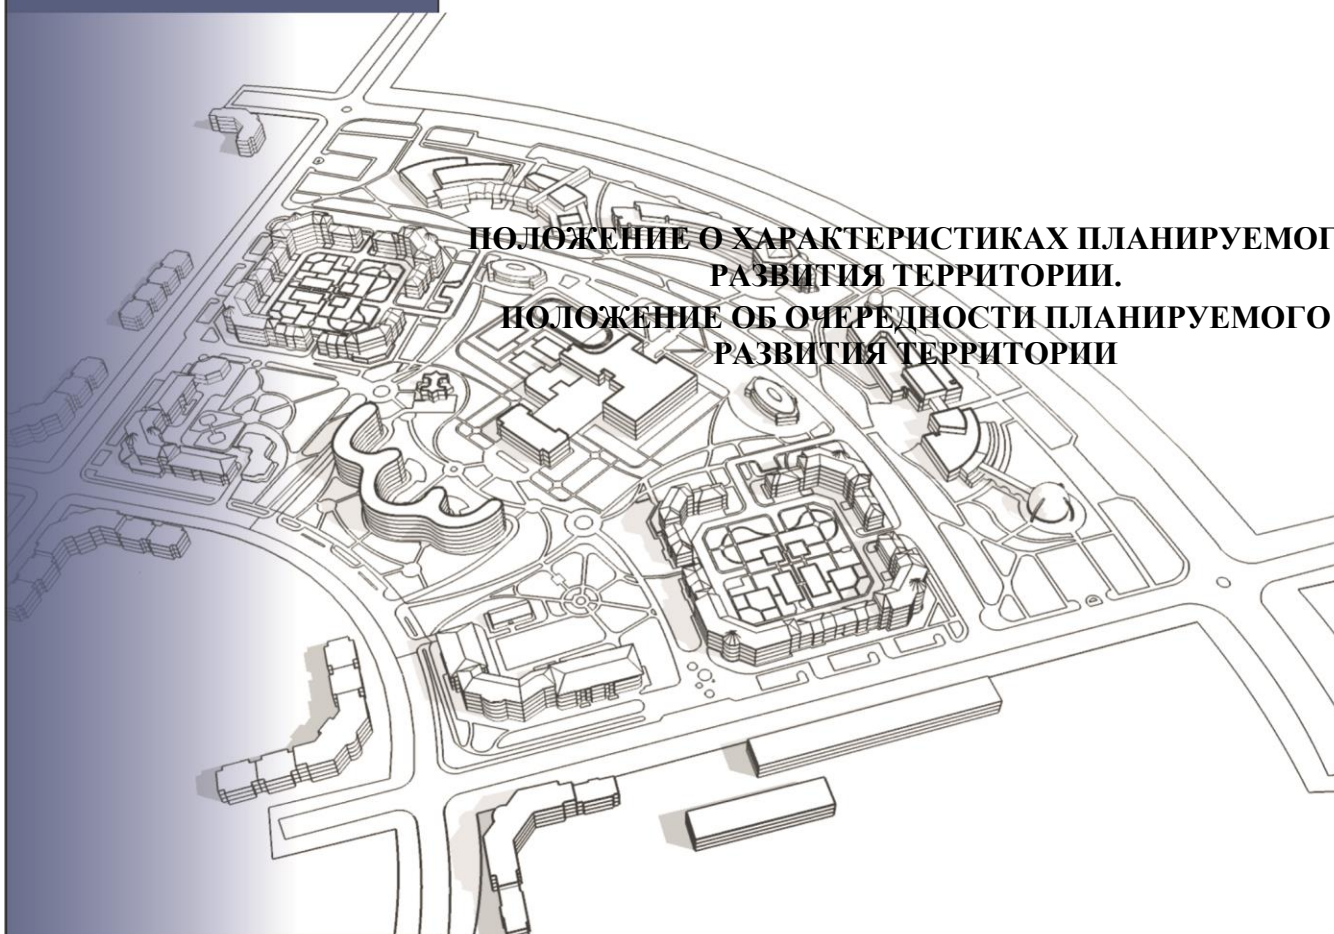 ПОЛОЖЕНИЕ О ХАРАКТЕРИСТИКАХ ПЛАНИРУЕМОГ
РАЗВИТИЯ ТЕРРИТОРИИ.
ПОЛОЖЕНИЕ ОБ ОЧЕРЕДНОСТИ ПЛАНИРУЕМОГО
РАЗВИТИЯ ТЕРРИТОРИИ